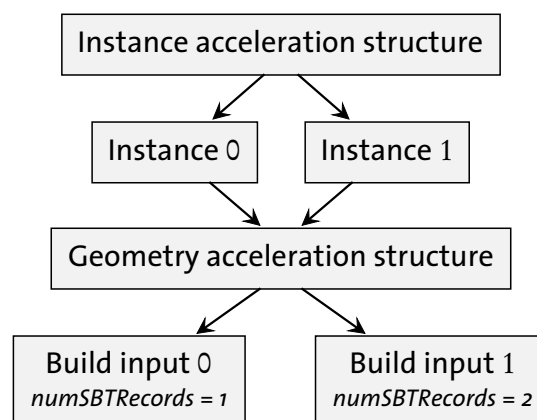 Instance acceleration structure
Instance 0
Instance 1
Geometry acceleration structure
Build input 0
numSBTRecords = 1
Build input 1
numSBTRecords = 2